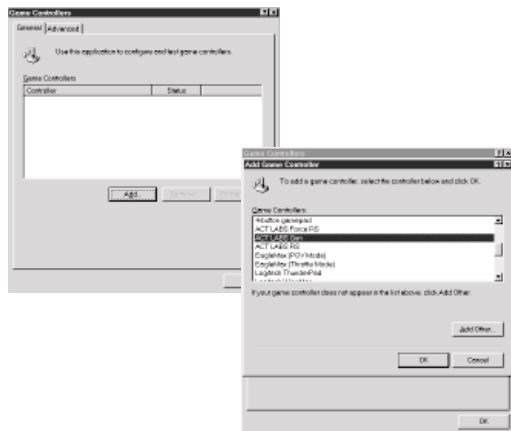 Game Controllers
General Advanced
Use this application to configure and test game controllers.
Game Controllers
Controller Status
Add...
Game Controllers
Add Game Controller
To add a game controller, select the controller below and click OK.
Game Controllers
4-button gamepad
ACT LABS Force RS
ACT LABS Gun
ACT LABS RS
EagleMax (POV Mode)
EagleMax (Throttle Mode)
Logitech ThunderPad
If your game controller does not appear in the list above, click Add Other.
Add Other...
OK Cancel
OK